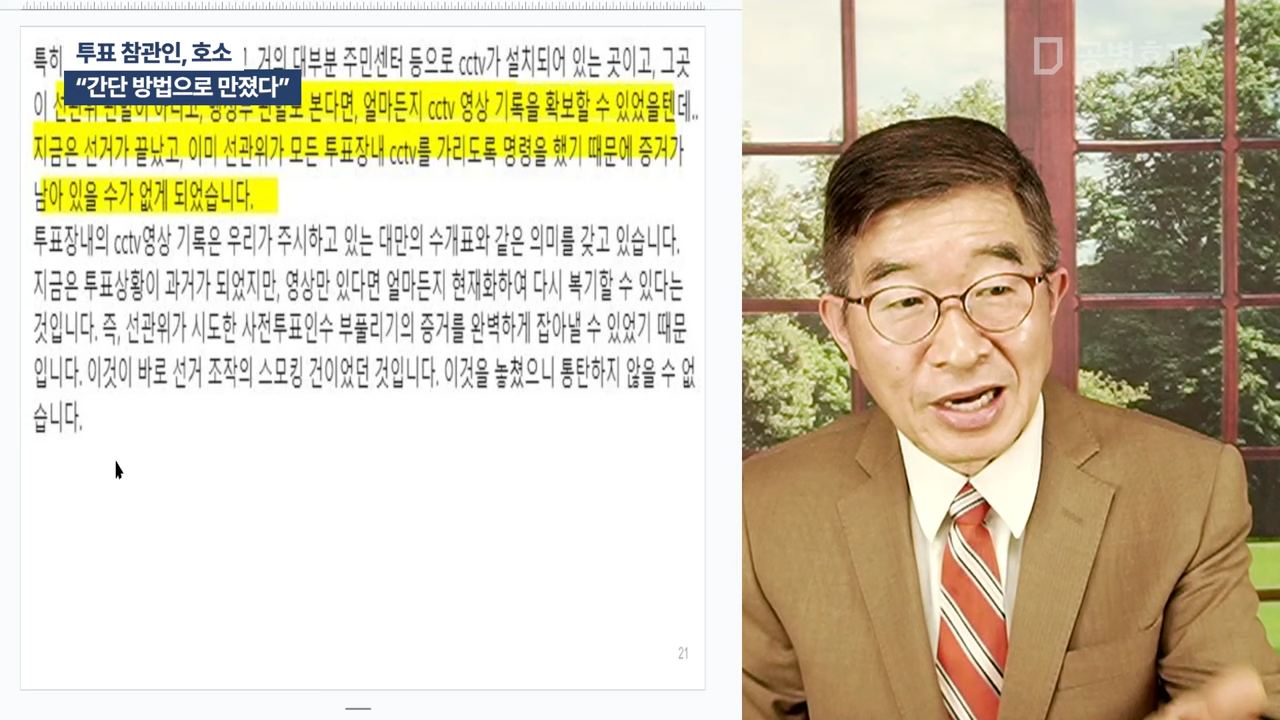 투표 참관인, 호소
“간단 방법으로 만졌다”
특히 거의 대부분 주민센터 등으로 cctv가 설치되어 있는 곳이고, 그곳
이 본다면, 얼마든지 cctv 영상 기록을 확보할 수 있었을텐데..
지금은 선거가 끝났고, 이미 선관위가 모든 투표장내 cctv를 가리도록 명령을 했기 때문에 증거가
남아 있을 수가 없게 되었습니다.
투표장내의 cctv영상 기록은 우리가 주시하고 있는 대만의 수개표와 같은 의미를 갖고 있습니다.
지금은 투표상황이 과거가 되었지만, 영상만 있다면 얼마든지 현재화하여 다시 복기할 수 있다는
것입니다. 즉, 선관위가 시도한 사전투표인수 부풀리기의 증거를 완벽하게 잡아낼 수 있었기 때문
입니다. 이것이 바로 선거 조작의 스모킹 건이었던 것입니다. 이것을 놓쳤으니 통탄하지 않을 수 없
습니다.
21
공병호TV